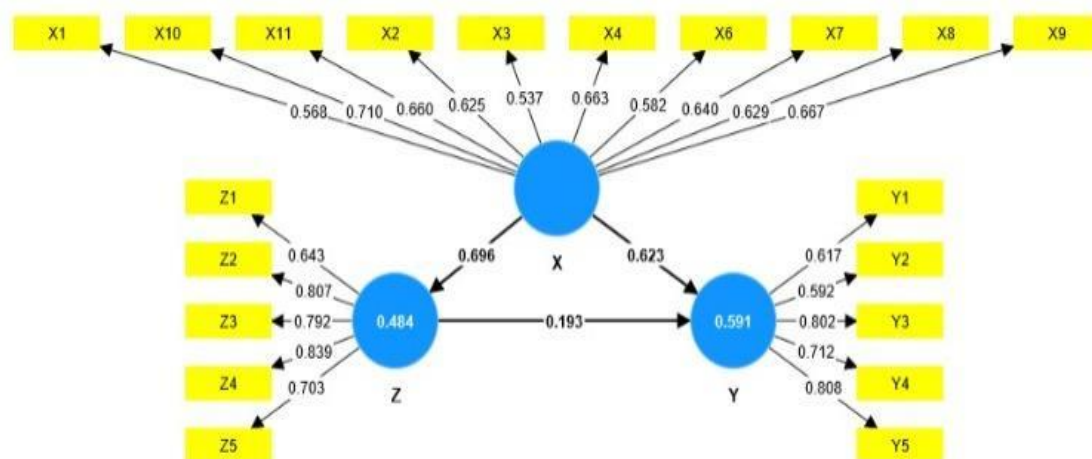 X1 X10 X11 X2 X3 X4 X6 X7 X8 X9
0.568 0.710 0.660 0.625 0.537 0.663 0.582 0.640 0.629 0.667
Z1 Y1
0.643 0.696 X 0.623 0.617
Z2 Y2
0.807 0.592
Z3 0.792 0.484 0.193 0.591 0.802 Y3
0.839 0.712
Z4 Y4
0.703 Z Y 0.808
Z5 Y5